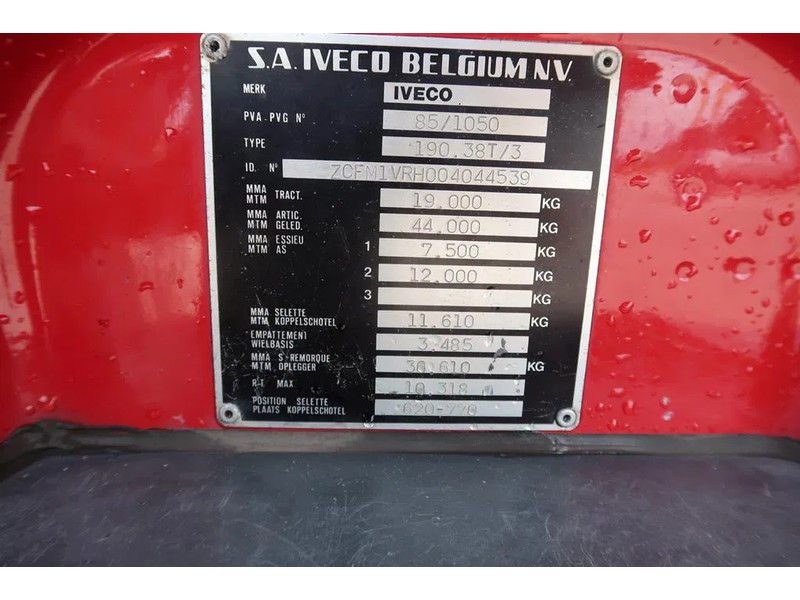 S.A. IVECO BELGIUM N.V.
MERK IVECO
PVA-PVG Nº 85/1050
TYPE 190.38T/3
ID. Nº ZCFM1VRH004044539
MMA MTM TRACT. 19.000 KG
MMA ARTIC.
MTM GELED. 44.000 KG
MMA ESSIEU
MTM AS 1 7.500 KG
2 12.000 KG
3 KG
MMA SELETTE
MTM KOPPELSCHOTEL 11.610 KG
EMPATTEMENT
WIELBASIS 3.485
MMA S-REMORQUE
MTM OPLEGGER 36.610 KG
R-T MAX 10.318
POSITION SELETTE
PLAATS KOPPELSCHOTEL 620-770